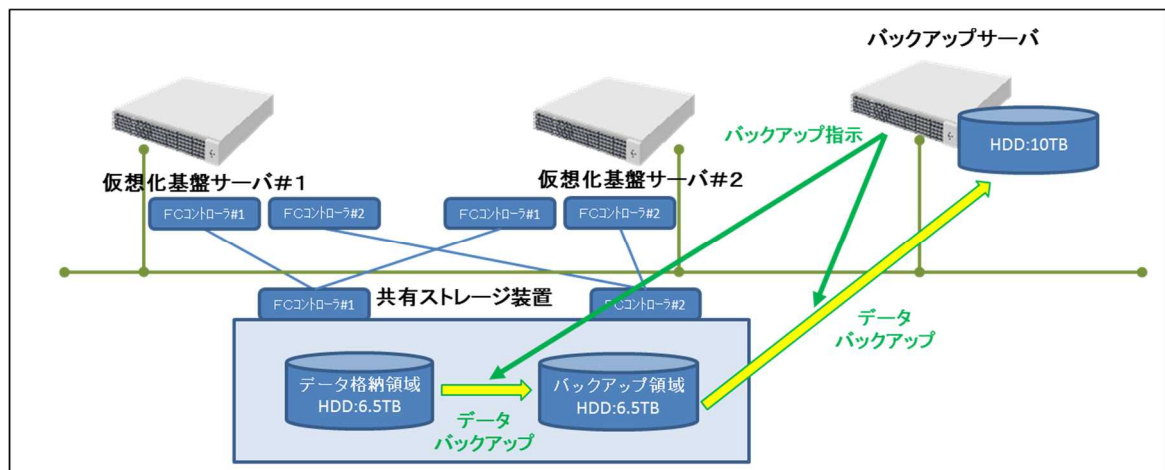 バックアップサーバ
HDD:10TB
バックアップ指示
仮想化基盤サーバ#1
仮想化基盤サーバ#2
FCコントローラ#1
FCコントローラ#2
FCコントローラ#1
FCコントローラ#2
FCコントローラ#1
共有ストレージ装置
FCコントローラ#2
データ
バックアップ
データ格納領域
HDD:6.5TB
バックアップ領域
HDD:6.5TB
データ
バックアップ